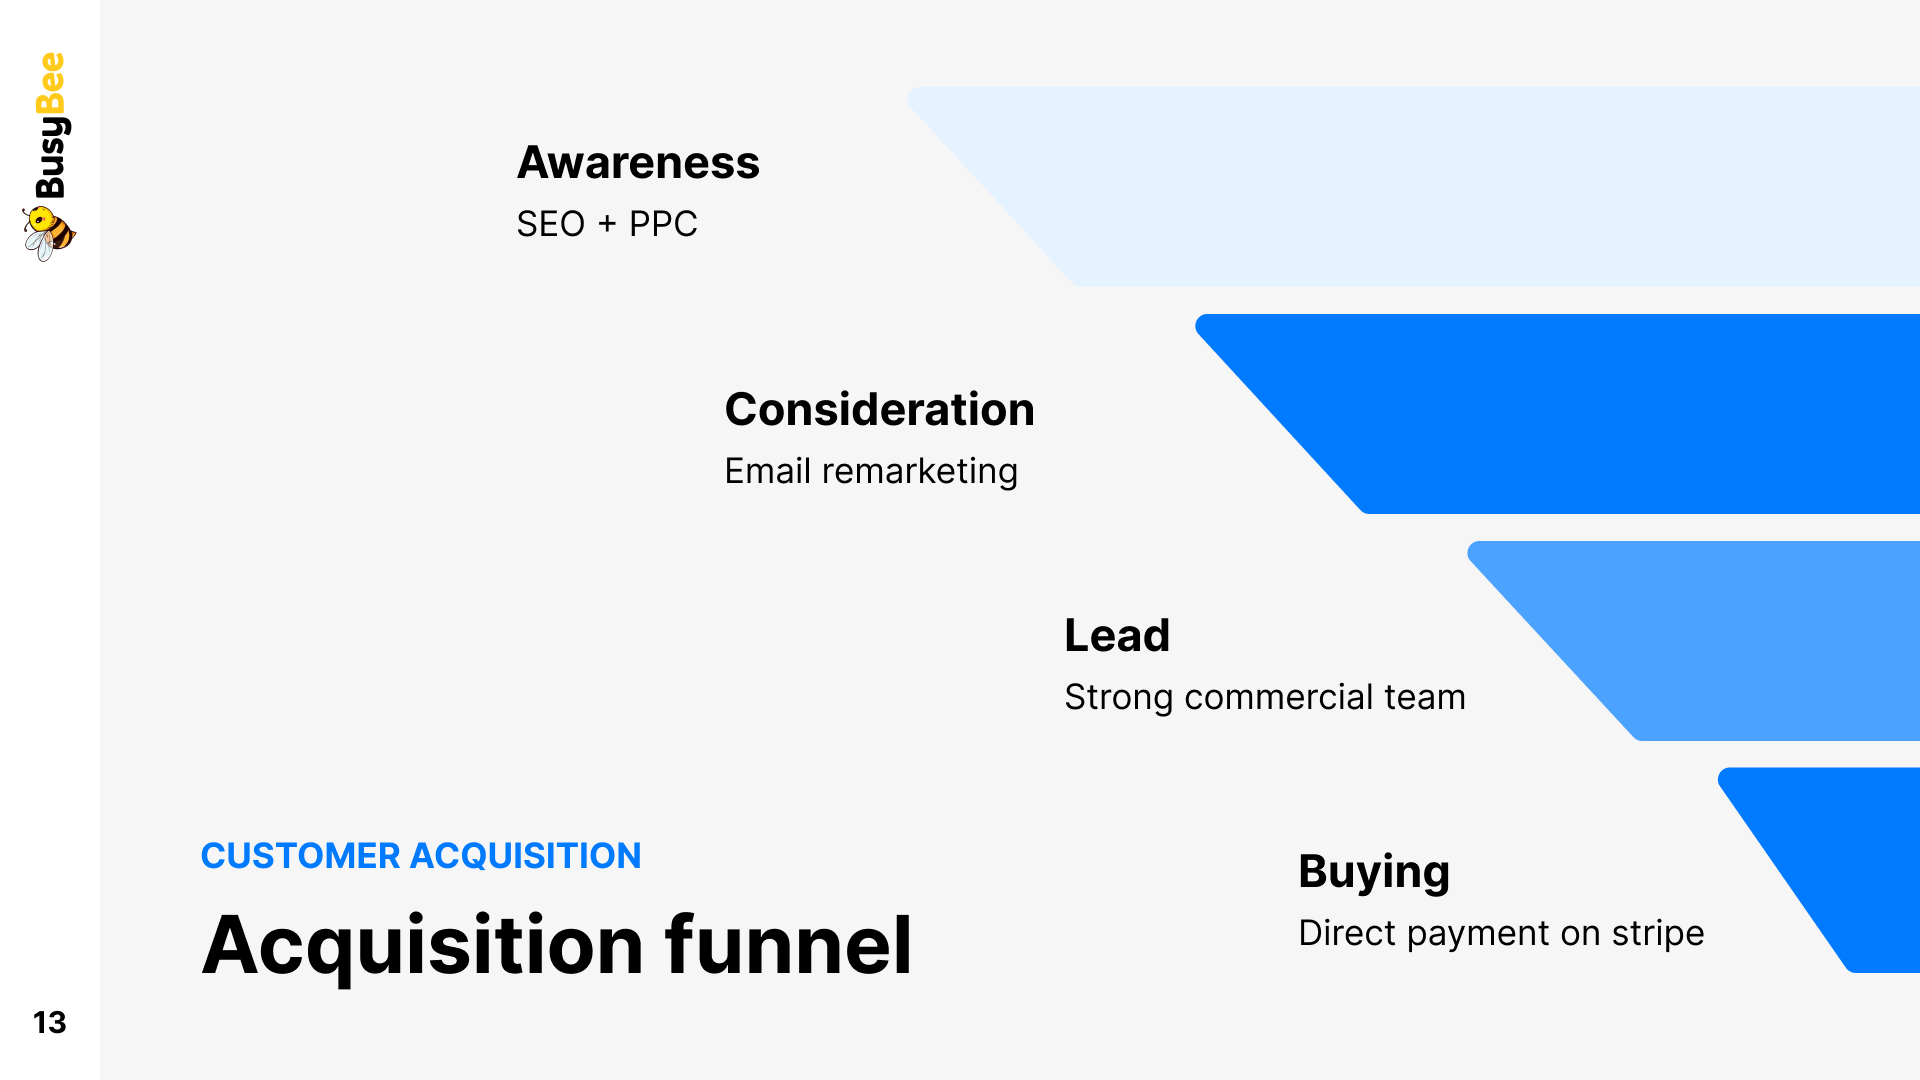 BusyBee
Awareness
SEO + PPC
Consideration
Email remarketing
Lead
Strong commercial team
Buying
Direct payment on stripe
CUSTOMER ACQUISITION
Acquisition funnel
13